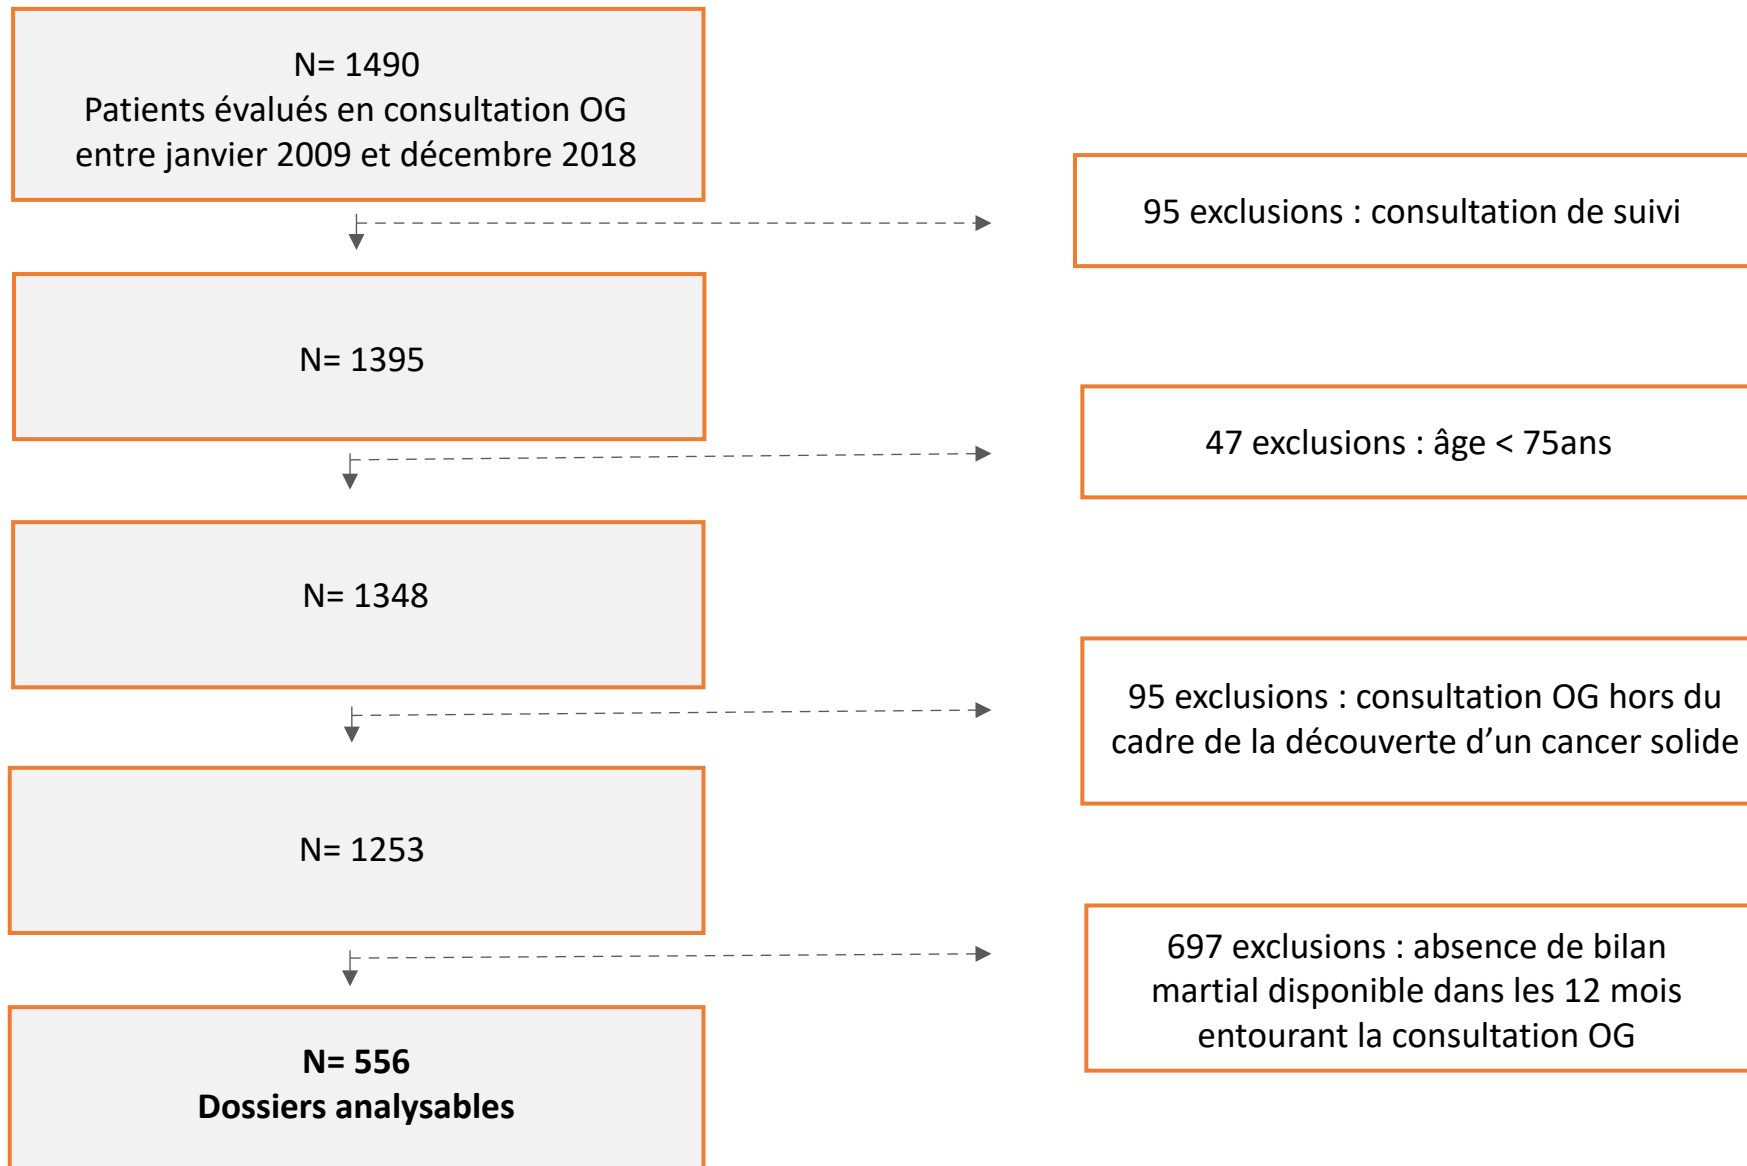 N= 1490
Patients évalués en consultation OG
entre janvier 2009 et décembre 2018
95 exclusions : consultation de suivi
N= 1395
47 exclusions : âge < 75ans
N= 1348
95 exclusions : consultation OG hors du
cadre de la découverte d’un cancer solide
N= 1253
697 exclusions : absence de bilan
martial disponible dans les 12 mois
entourant la consultation OG
N= 556
Dossiers analysables